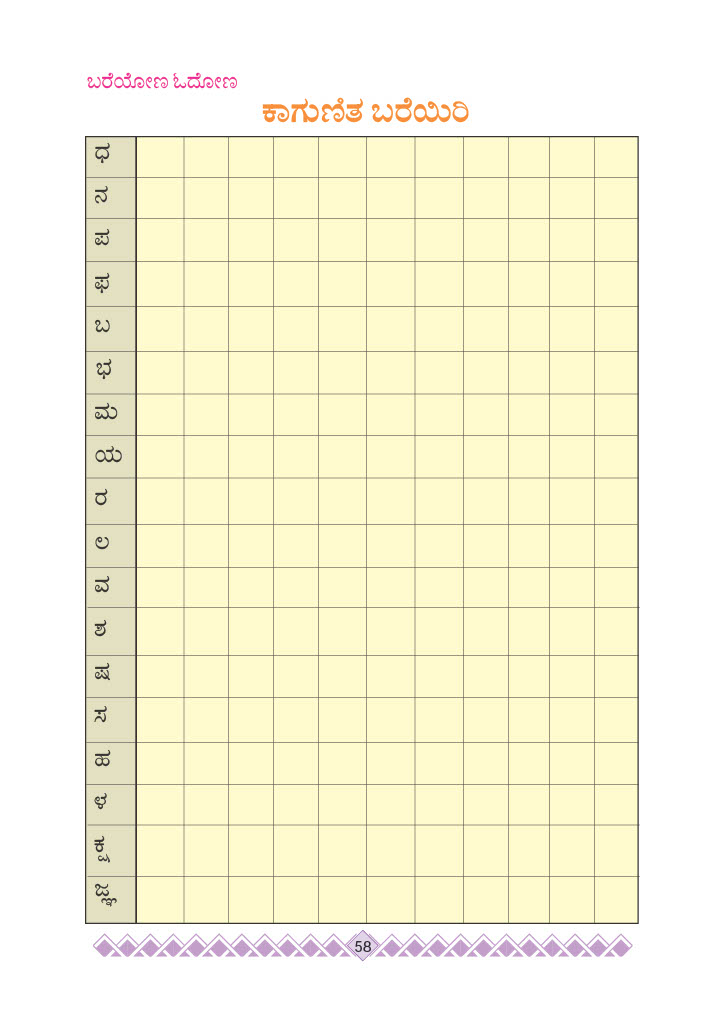 ಬರೆಯೋಣ ಓದೋಣ
ಕಾಗುಣಿತ ಬರೆಯಿರಿ
ಧ
ನ
ಪ
ಫ
ಬ
ಭ
ಮ
ಯ
ರ
ಲ
ವ
ಶ
ಷ
ಸ
ಹ
ಳ
ಕ್ಷ
ಜ್ಞ
58